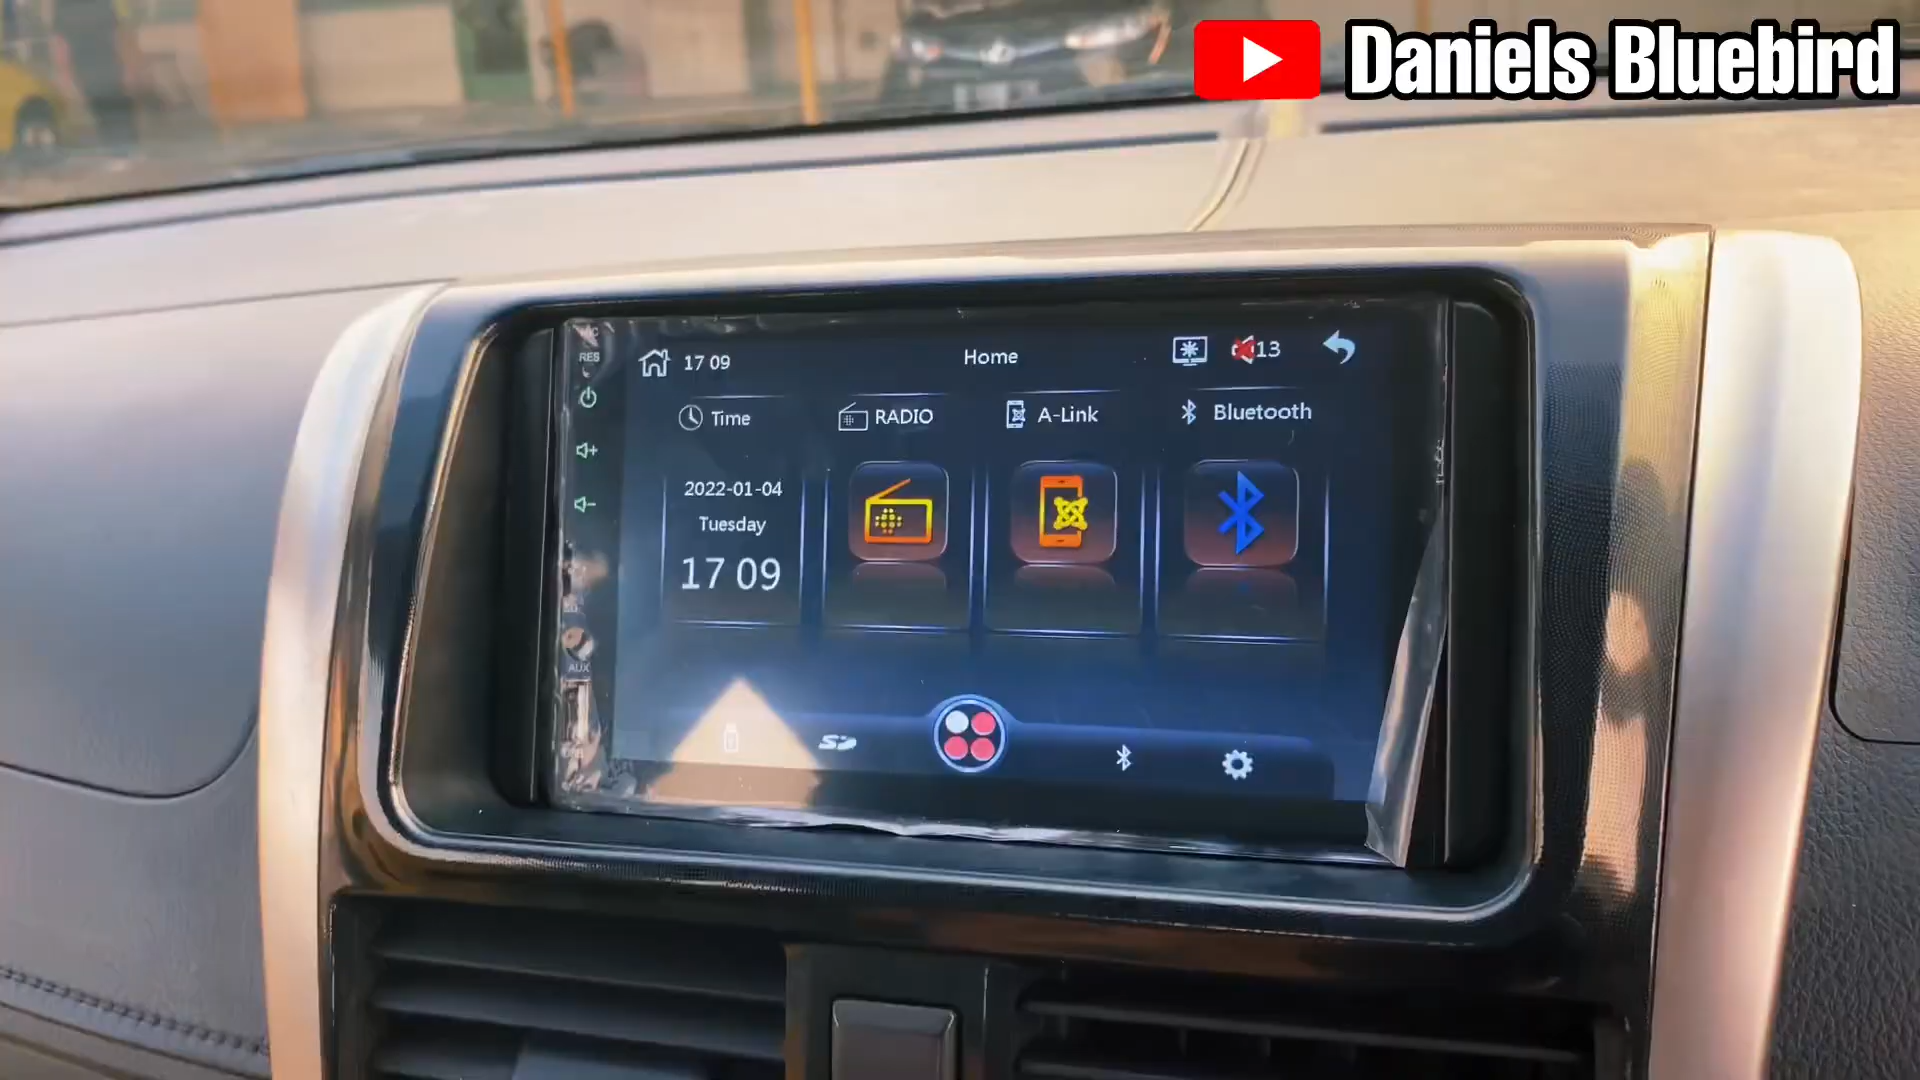 Daniels Bluebird
RES
17 09
Home
13
Time
RADIO
A-Link
Bluetooth
2022-01-04
Tuesday
17 09
AUX